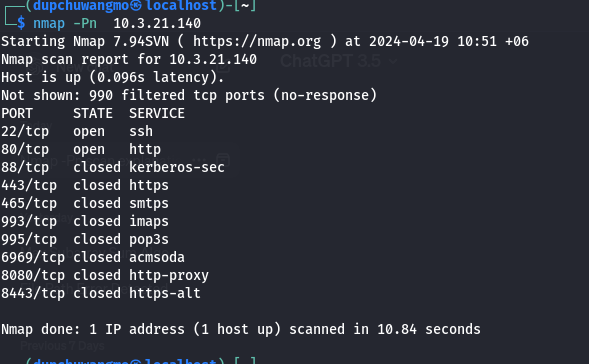 (dupchuwangmo㉿localhost)-[~]
$ nmap -Pn  10.3.21.140
Starting Nmap 7.94SVN ( https://nmap.org ) at 2024-04-19 10:51 +06
Nmap scan report for 10.3.21.140
ChatGPT 3.5
Host is up (0.096s latency).
Not shown: 990 filtered tcp ports (no-response)
PORT     STATE  SERVICE
22/tcp   open   ssh
80/tcp   open   http
88/tcp   closed kerberos-sec
443/tcp  closed https
465/tcp  closed smtps
993/tcp  closed imaps
995/tcp  closed pop3s
6969/tcp closed acmsoda
8080/tcp closed http-proxy
8443/tcp closed https-alt
Nmap done: 1 IP address (1 host up) scanned in 10.84 seconds
Previous 7 Days
(dupchuwangmo㉿localhost)-[~]